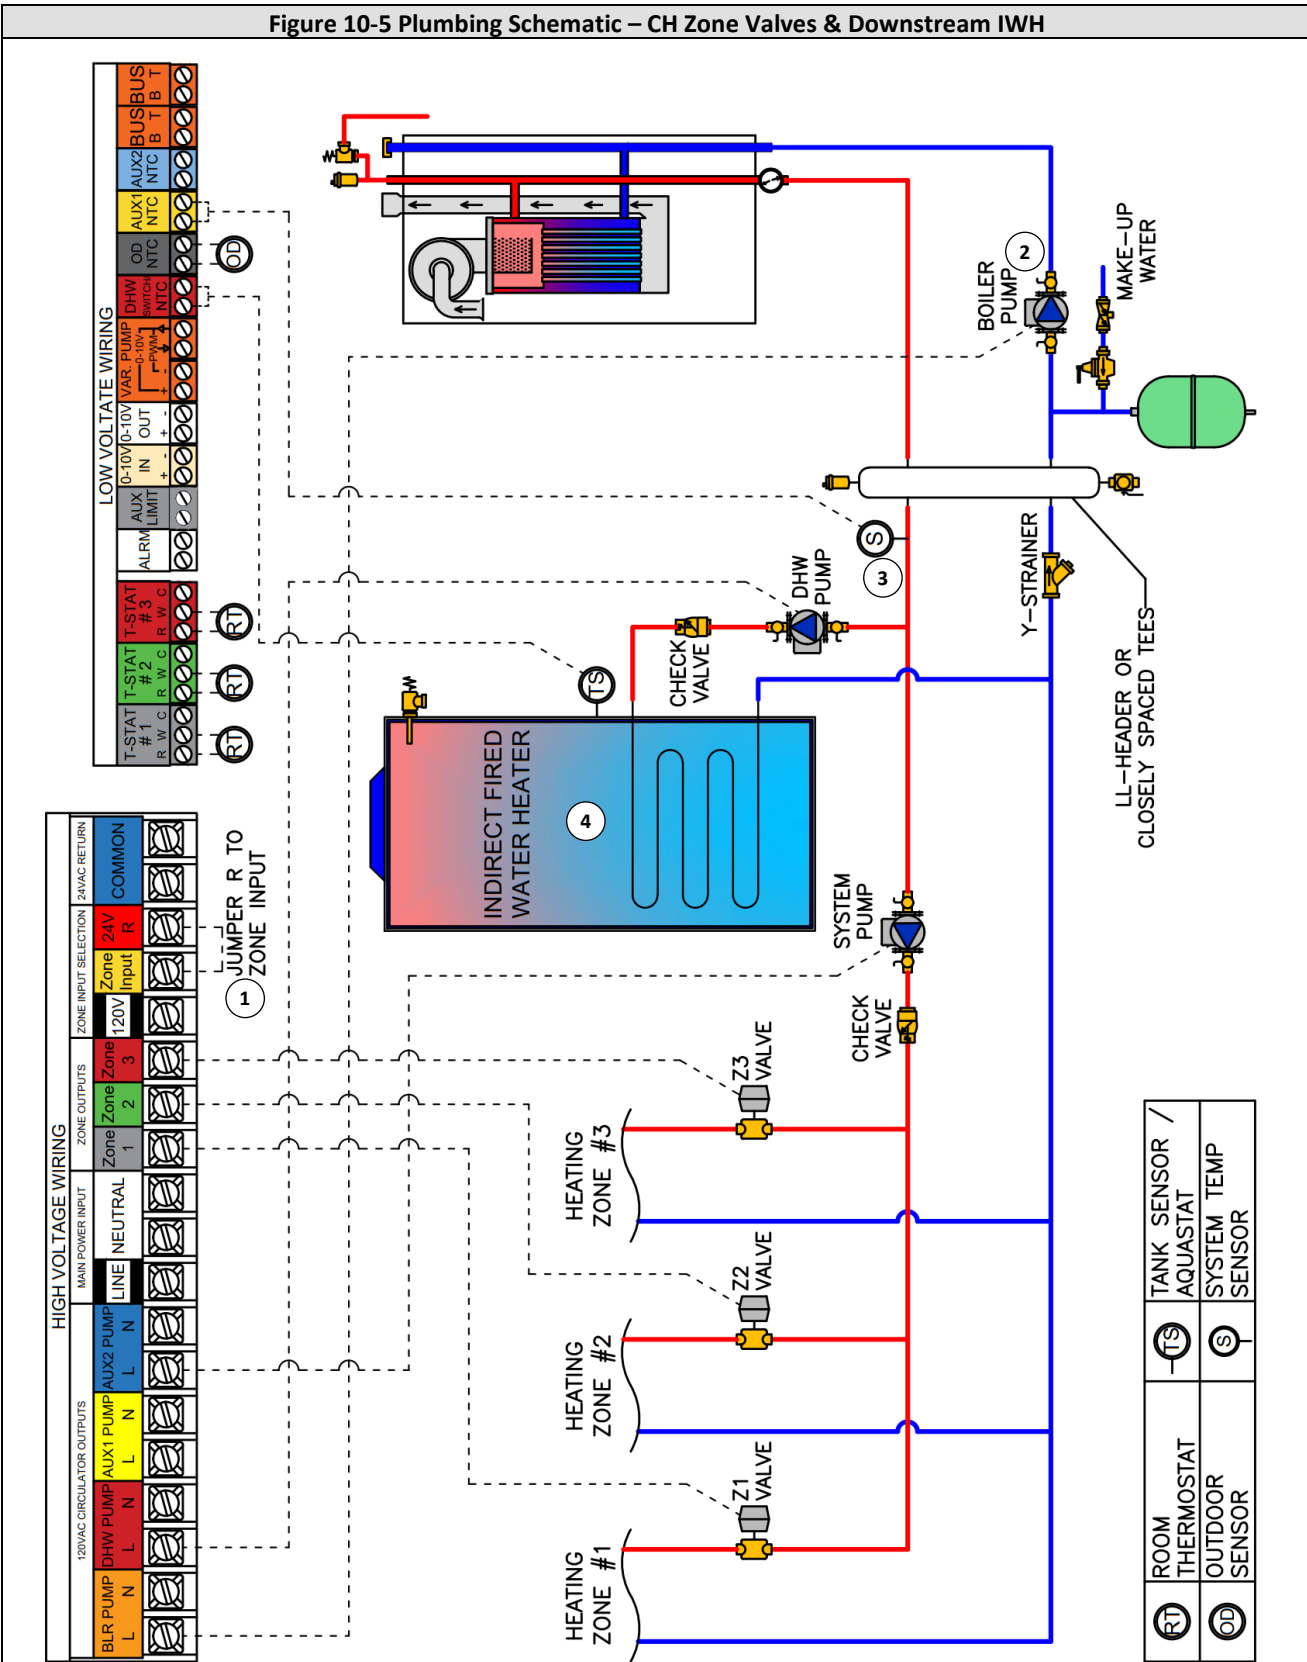 Figure 10-5 Plumbing Schematic – CH Zone Valves & Downstream IWH
LOW VOLTATE WIRING
T-STAT
# 1
R W C
T-STAT
# 2
R W C
T-STAT
# 3
R W C
ALRM
AUX
LIMIT
0-10V
IN
+ -
0-10V
OUT
+ -
VAR. PUMP
0-10V
PWM
+ -
DHW
SWITCH/
NTC
OD
NTC
AUX1
NTC
AUX2
NTC
BUS
B T
BUS
B T
RT
RT
RT
OD
HIGH VOLTAGE WIRING
120VAC CIRCULATOR OUTPUTS
MAIN POWER INPUT
ZONE OUTPUTS
ZONE INPUT SELECTION
24VAC RETURN
BLR PUMP
L N
DHW PUMP
L N
AUX1 PUMP
L N
AUX2 PUMP
L N
LINE
NEUTRAL
Zone
1
Zone
2
Zone
3
120V
Zone
Input
24V
R
COMMON
JUMPER R TO
ZONE INPUT
1
BOILER
PUMP
2
MAKE-UP
WATER
S
3
DHW
PUMP
CHECK
VALVE
TS
Y-STRAINER
LL-HEADER OR
CLOSELY SPACED TEES
INDIRECT FIRED
WATER HEATER
4
SYSTEM
PUMP
CHECK
VALVE
Z3
VALVE
HEATING
ZONE #3
Z2
VALVE
HEATING
ZONE #2
Z1
VALVE
HEATING
ZONE #1
RT
ROOM
THERMOSTAT
TS
TANK SENSOR /
AQUASTAT
OD
OUTDOOR
SENSOR
S
SYSTEM TEMP
SENSOR